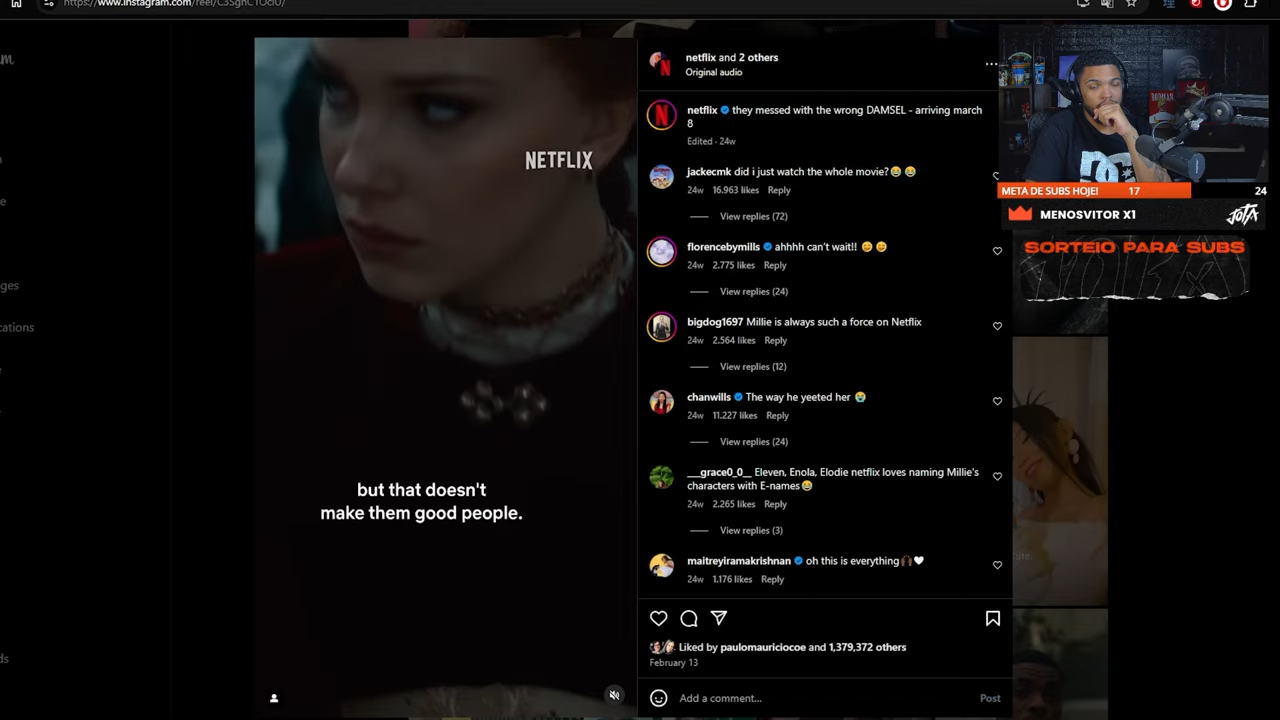 https://www.instagram.com/reel/C3SghC1OclU/
netflix and 2 others
Original audio
netflix they messed with the wrong DAMSEL - arriving march
8
Edited · 24w
jackecmk did i just watch the whole movie?😂 😂
24w 16.963 likes Reply
View replies (72)
florencebymills ahhhh can't wait!! 😊 😊
24w 2.775 likes Reply
View replies (24)
bigdog1697 Millie is always such a force on Netflix
24w 2.564 likes Reply
View replies (12)
chanwills The way he yeeted her 😭
24w 11.227 likes Reply
View replies (24)
__grace0_0_ Eleven, Enola, Elodie netflix loves naming Millie's
characters with E-names😂
24w 2.265 likes Reply
View replies (3)
maitreyiramakrishnan oh this is everything🙌🏿🤍
24w 1.176 likes Reply
Liked by paulomauriciocoe and 1,379,372 others
February 13
Add a comment... Post
NETFLIX
but that doesn't
make them good people.
META DE SUBS HOJE! 17 24
MENOSVITOR X1 JOTA
SORTEIO PARA SUBS
ges
cations